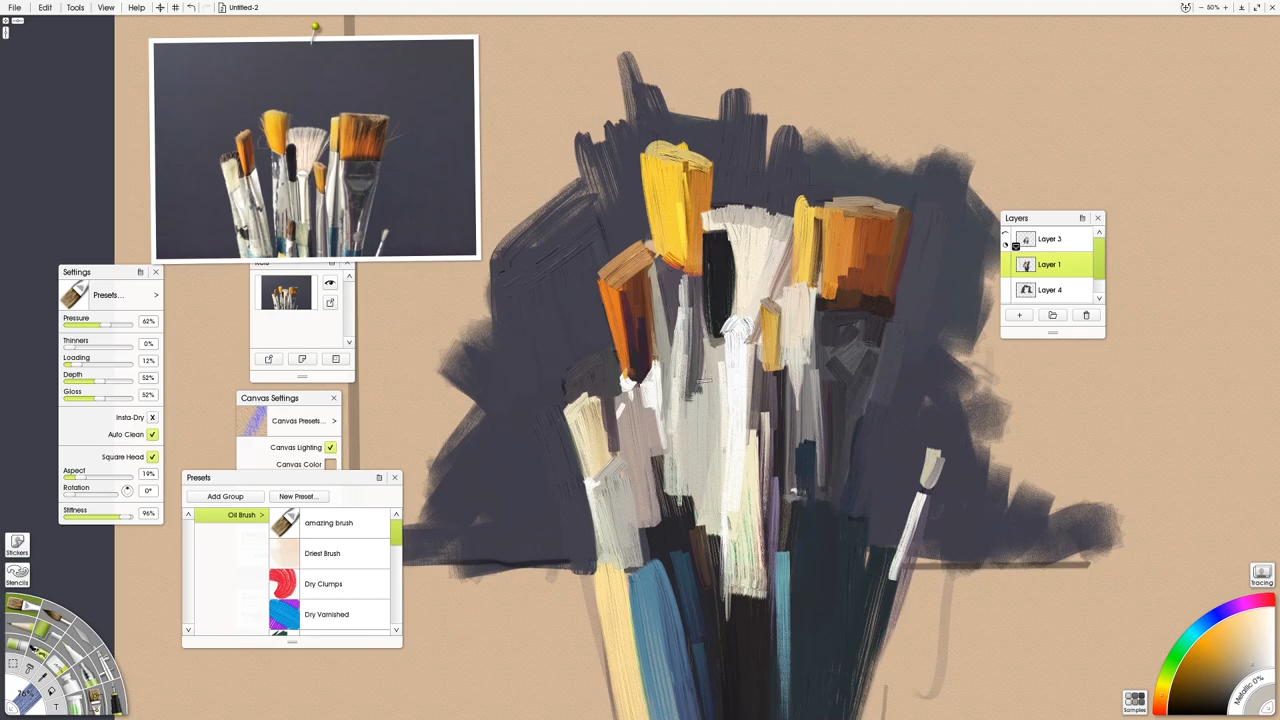 File Edit Tools View Help Untitled-2 50%
Settings
Presets...
Pressure 62%
Thinners 0%
Loading 12%
Depth 52%
Gloss 52%
Insta-Dry X
Auto Clean
Square Head
Aspect 19%
Rotation 0°
Stiffness 96%
Canvas Settings
Canvas Presets...
Canvas Lighting
Canvas Color
Presets
Add Group New Preset...
Oil Brush >
amazing brush
Driest Brush
Dry Clumps
Dry Varnished
Layers
Layer 3
Layer 1
Layer 4
Stickers
Stencils
76%
T
Tracing
Metallic 0%
Samples